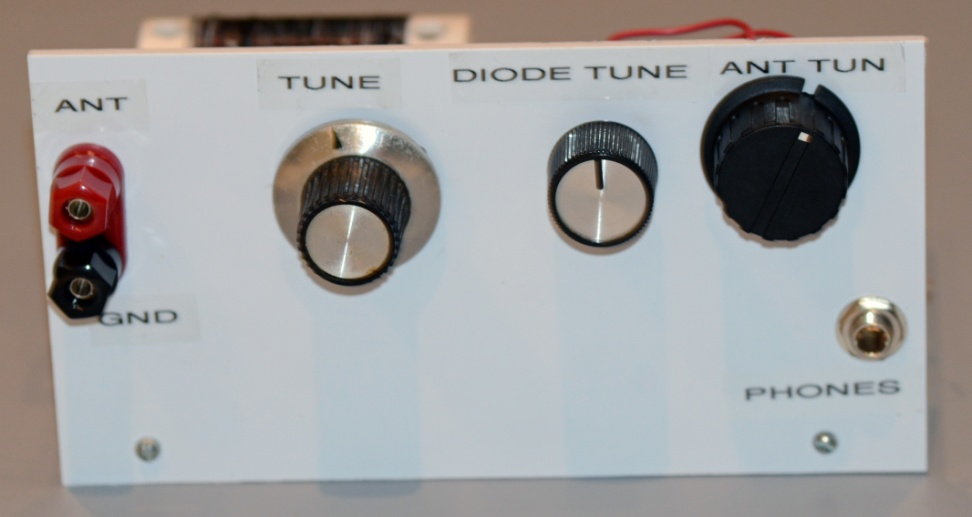 ANT
TUNE
DIODE TUNE
ANT TUN
GND
PHONES